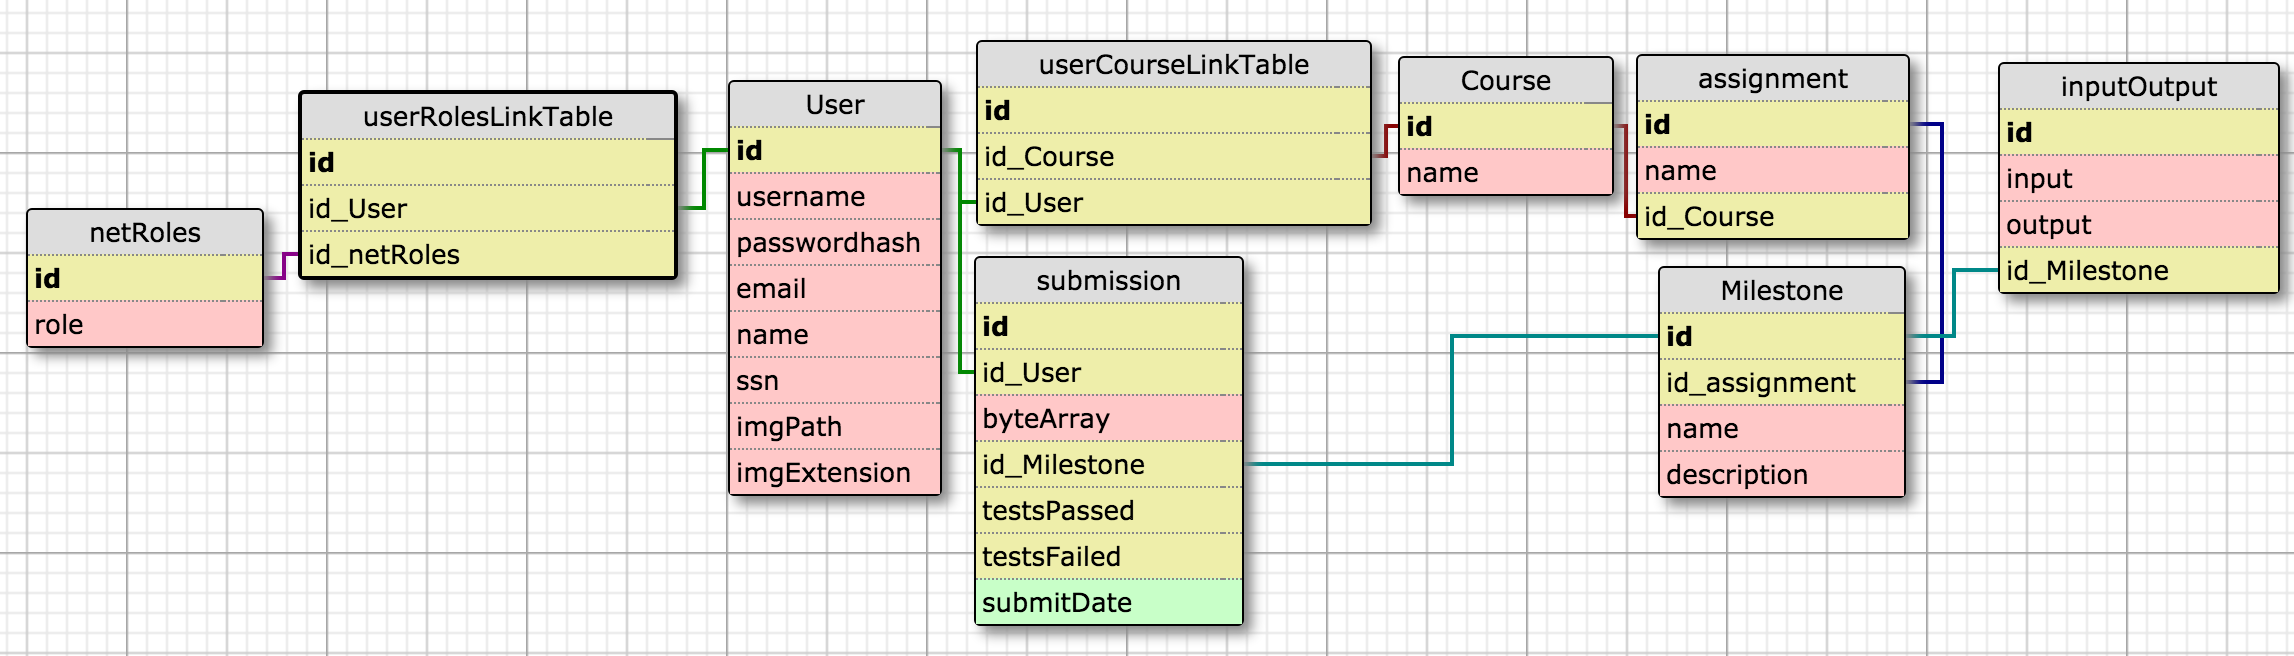 netRoles
id
role
userRolesLinkTable
id
id_User
id_netRoles
User
id
username
passwordhash
email
name
ssn
imgPath
imgExtension
userCourseLinkTable
id
id_Course
id_User
submission
id
id_User
byteArray
id_Milestone
testsPassed
testsFailed
submitDate
Course
id
name
assignment
id
name
id_Course
Milestone
id
id_assignment
name
description
inputOutput
id
input
output
id_Milestone